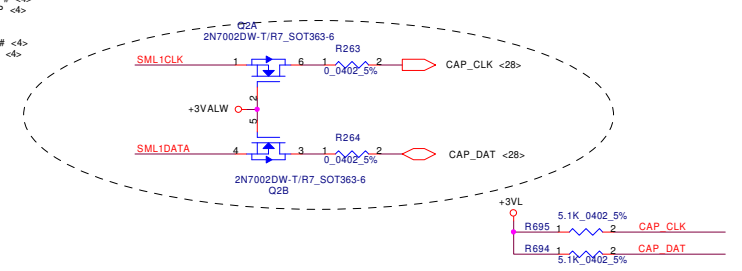 <4>
# <4>
<4>
Q2A
2N7002DW-T/R7_SOT363-6
SML1CLK 1 6 1 R263 2 CAP_CLK <28>
0_0402_5%
2
+3VALW
5
R264
SML1DATA 4 3 1 2 CAP_DAT <28>
0_0402_5%
2N7002DW-T/R7_SOT363-6
Q2B
+3VL
5.1K_0402_5%
R695 1 2 CAP_CLK
R694 1 2 CAP_DAT
5.1K_0402_5%